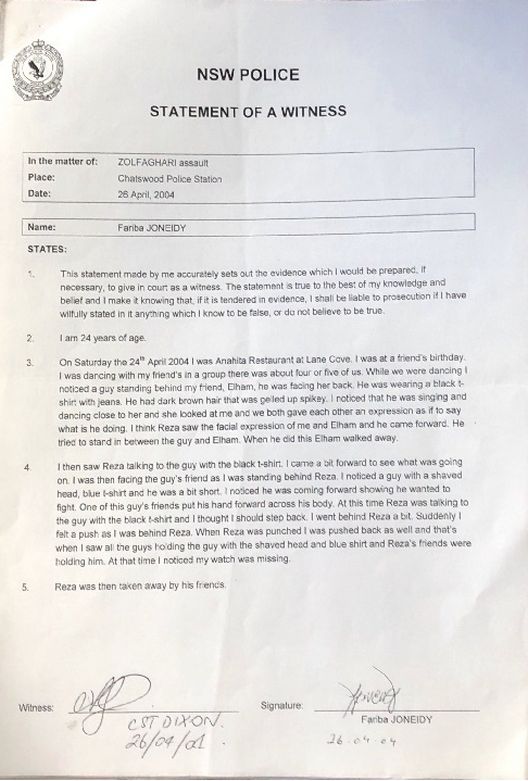 NSW POLICE
STATEMENT OF A WITNESS
In the matter of: ZOLFAGHARI assault
Place: Chatswood Police Station
Date: 26 April, 2004
Name: Fariba JONEIDY
STATES:
1. This statement made by me accurately sets out the evidence which I would be prepared, if
necessary, to give in court as a witness. The statement is true to the best of my knowledge and
belief and I make it knowing that, if it is tendered in evidence, I shall be liable to prosecution if I have
wilfully stated in it anything which I know to be false, or do not believe to be true.
2. I am 24 years of age.
3. On Saturday the 24th April 2004 I was Anahita Restaurant at Lane Cove. I was at a friend's birthday.
I was dancing with my friend's in a group there was about four or five of us. While we were dancing I
noticed a guy standing behind my friend, Elham, he was facing her back. He was wearing a black t-
shirt with jeans. He had dark brown hair that was gelled up spikey. I noticed that he was singing and
dancing close to her and she looked at me and we both gave each other an expression as if to say
what is he doing. I think Reza saw the facial expression of me and Elham and he came forward. He
tried to stand in between the guy and Elham. When he did this Elham walked away.
4. I then saw Reza talking to the guy with the black t-shirt. I came a bit forward to see what was going
on. I was then facing the guy's friend as I was standing behind Reza. I noticed a guy with a shaved
head, blue t-shirt and he was a bit short. I noticed he was coming forward showing he wanted to
fight. One of this guy's friends put his hand forward across his body. At this time Reza was talking to
the guy with the black t-shirt and I thought I should step back. I went behind Reza a bit. Suddenly I
felt a push as I was behind Reza. When Reza was punched I was pushed back as well and that's
when I saw all the guys holding the guy with the shaved head and blue shirt and Reza's friends were
holding him. At that time I noticed my watch was missing.
5. Reza was then taken away by his friends.
Witness: Signature:
CST DIXON. Fariba JONEIDY
26/04/04 26-04-04